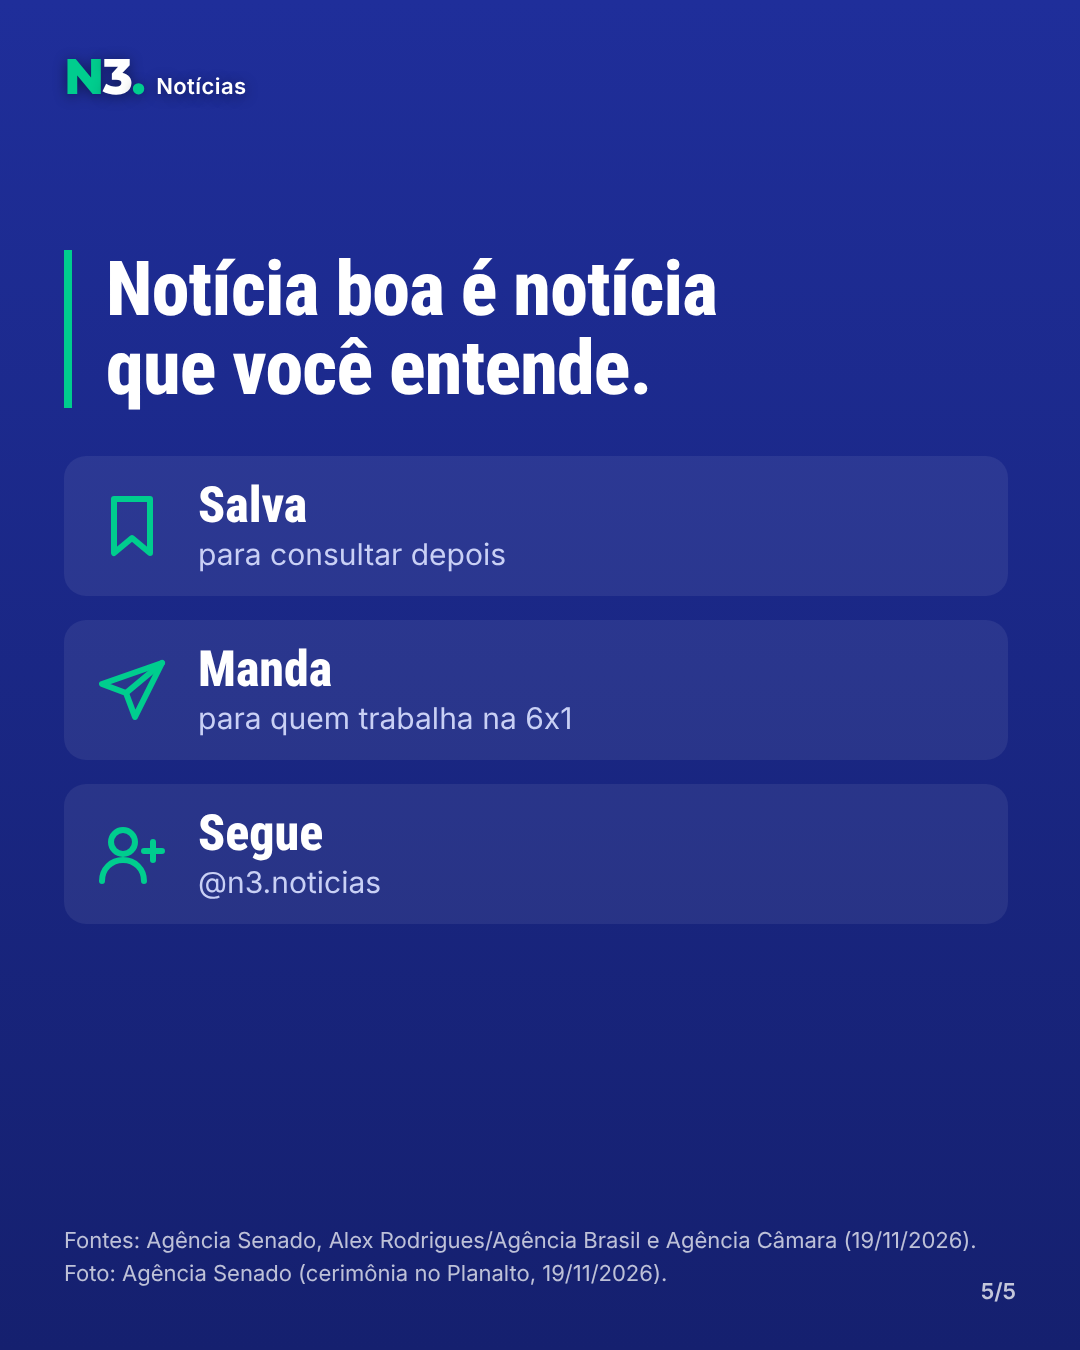 N3. Notícias
Notícia boa é notícia
que você entende.
Salva
para consultar depois
Manda
para quem trabalha na 6x1
Segue
@n3.noticias
Fontes: Agência Senado, Alex Rodrigues/Agência Brasil e Agência Câmara (19/11/2026).
Foto: Agência Senado (cerimônia no Planalto, 19/11/2026).
5/5